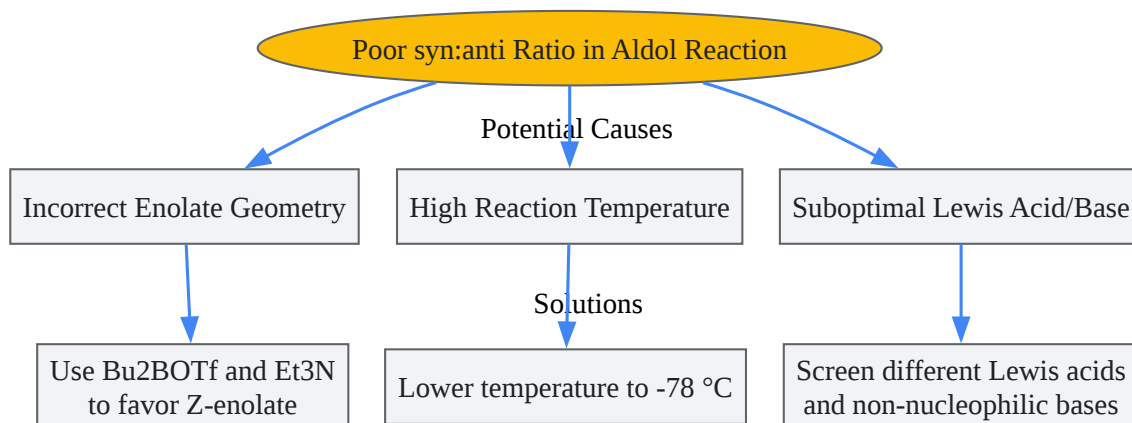 Poor syn:anti Ratio in Aldol Reaction
Potential Causes
Incorrect Enolate Geometry
High Reaction Temperature
Suboptimal Lewis Acid/Base
Solutions
Use Bu2BOTf and Et3N
to favor Z-enolate
Lower temperature to -78 °C
Screen different Lewis acids
and non-nucleophilic bases